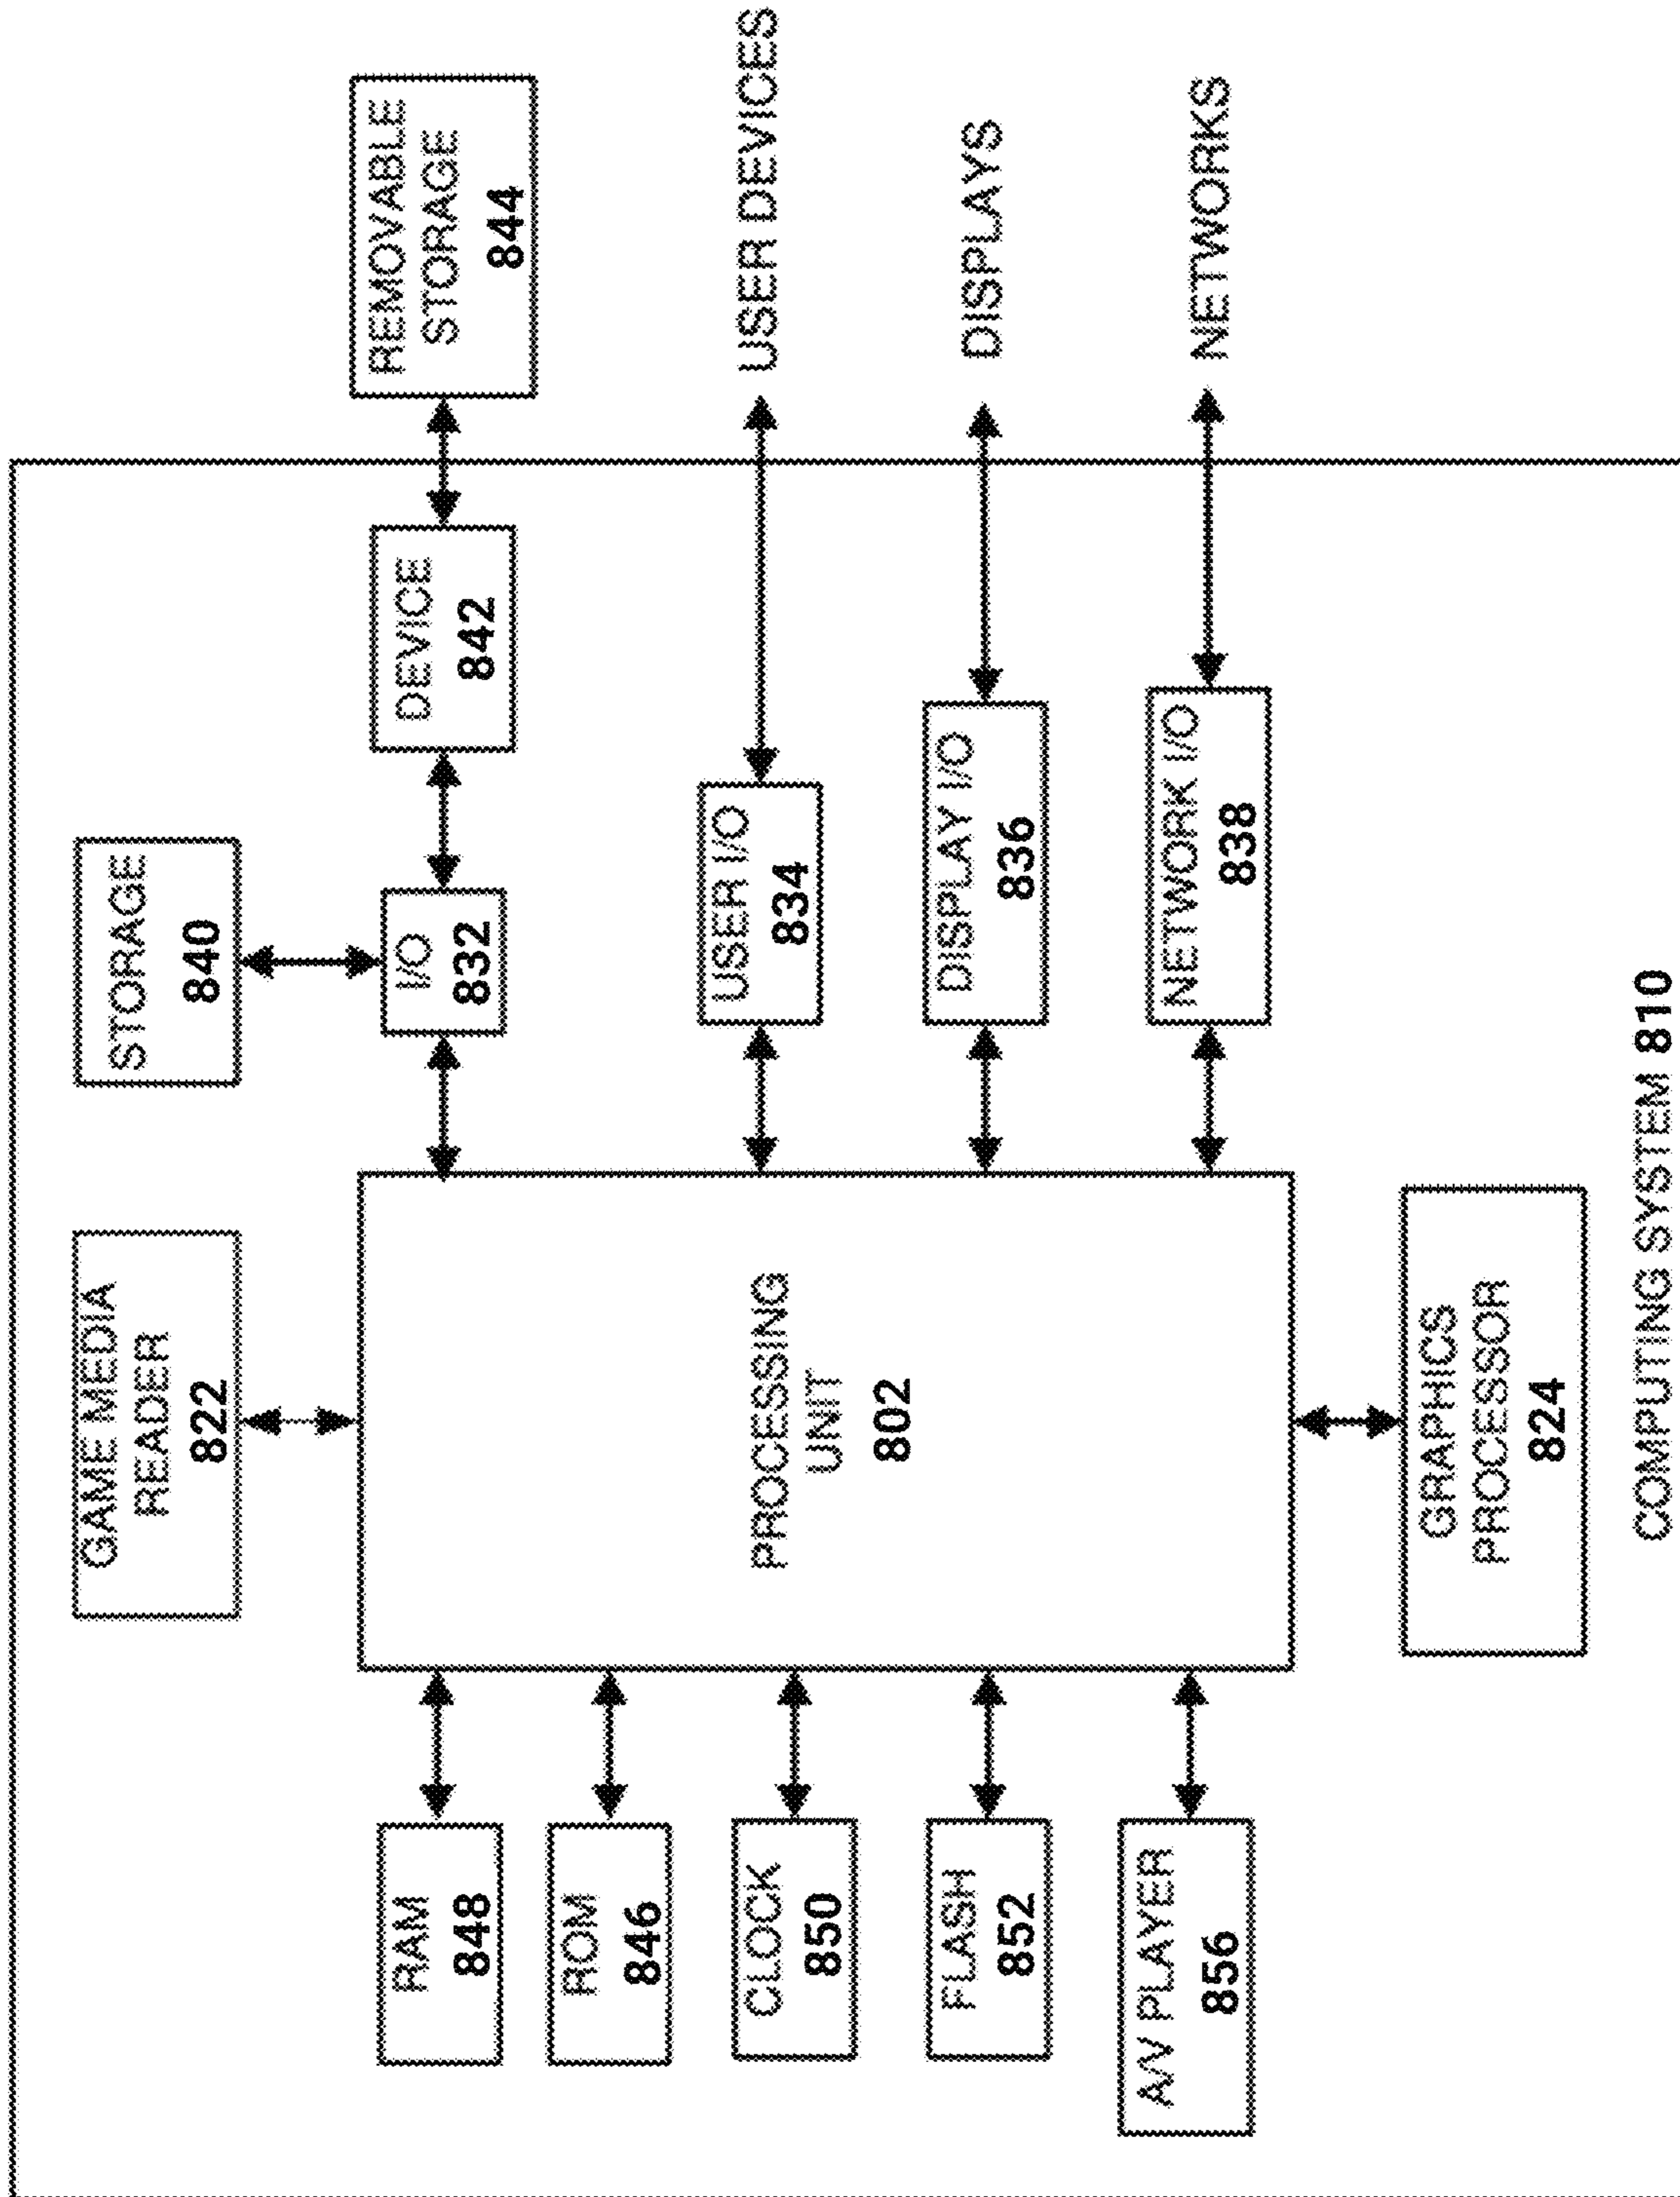 GAME MEDIA
READER
822
STORAGE
840
RAM
848
ROM
846
CLOCK
850
FLASH
852
A/V PLAYER
856
PROCESSING
UNIT
802
I/O
832
DEVICE
842
REMOVABLE
STORAGE
844
USER I/O
834
USER DEVICES
DISPLAY I/O
836
DISPLAYS
NETWORK I/O
838
NETWORKS
GRAPHICS
PROCESSOR
824
COMPUTING SYSTEM 810